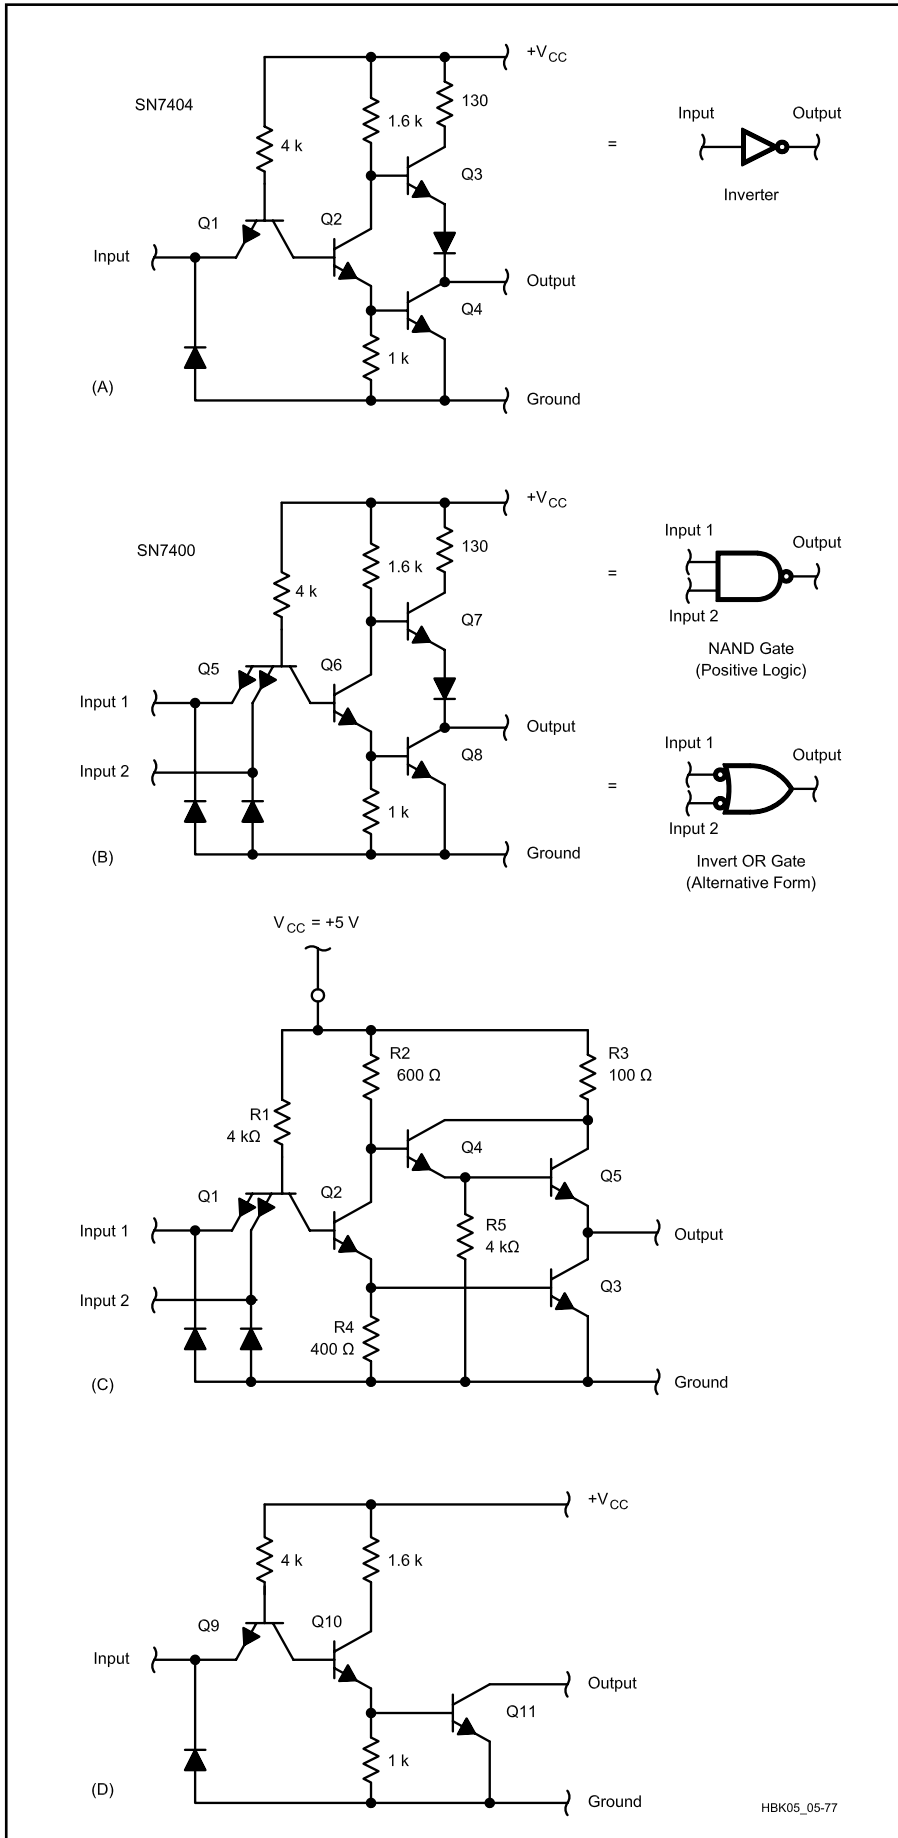 +VCC
SN7404
130
Input
Output
1.6 k
=
4 k
Q3
Inverter
Q1
Q2
Input
Output
Q4
1 k
(A)
Ground
+VCC
SN7400
130
Input 1
Output
1.6 k
=
4 k
Input 2
Q7
NAND Gate
(Positive Logic)
Q5
Q6
Input 1
Output
Q8
Input 1
Output
Input 2
=
1 k
Input 2
(B)
Ground
Invert OR Gate
(Alternative Form)
VCC = +5 V
R2
600 Ω
R3
100 Ω
R1
4 kΩ
Q4
Q5
Q1
Q2
Input 1
R5
4 kΩ
Output
Q3
Input 2
R4
400 Ω
(C)
Ground
+VCC
4 k
1.6 k
Q9
Q10
Input
Output
Q11
1 k
(D)
Ground
HBK05_05-77